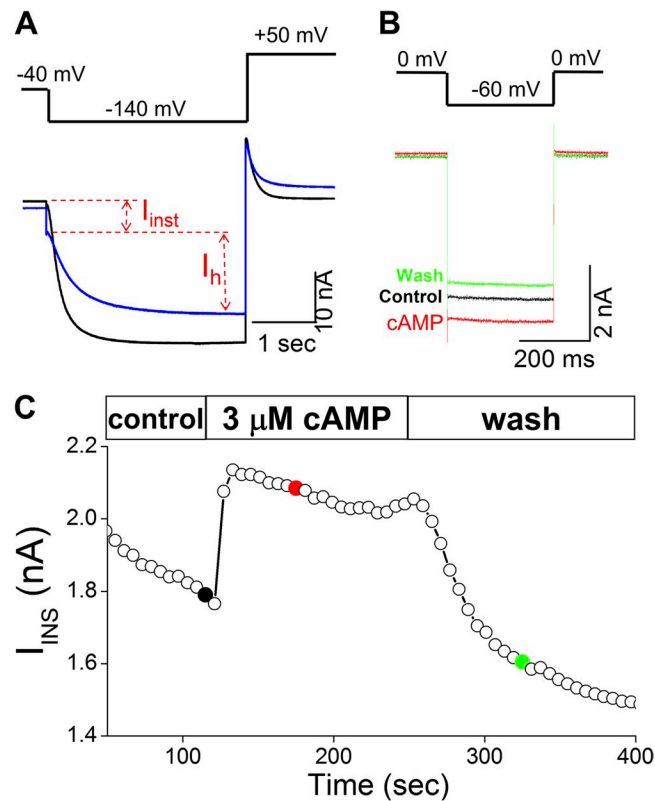 A
+50 mV
-40 mV
-140 mV
I inst
I h
10 nA
1 sec
B
0 mV
0 mV
-60 mV
Wash
Control
cAMP
2 nA
200 ms
C
control
3 μM cAMP
wash
2.2
2.0
1.8
1.6
1.4
I INS (nA)
100
200
300
400
Time (sec)